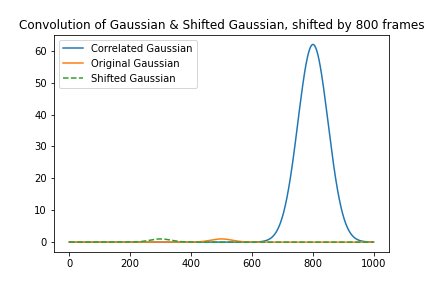 Convolution of Gaussian & Shifted Gaussian, shifted by 800 frames
Correlated Gaussian
Original Gaussian
Shifted Gaussian
60
50
40
30
20
10
0
0 200 400 600 800 1000